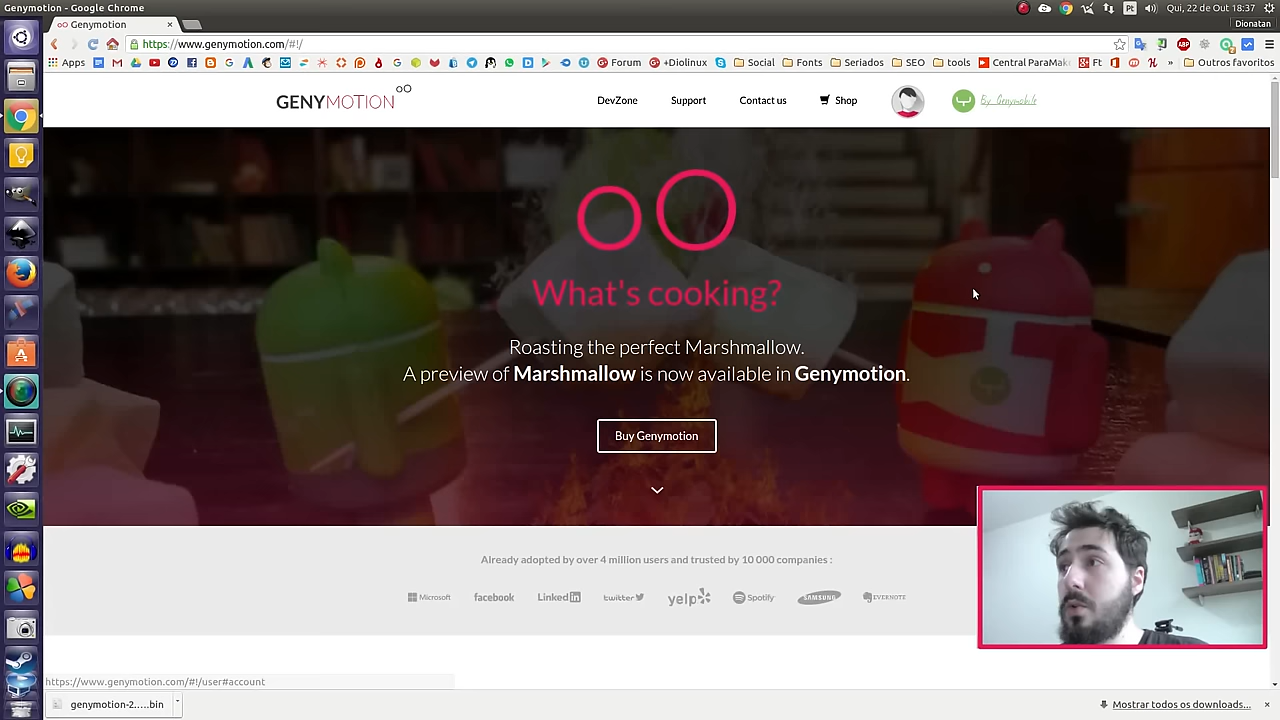 Genymotion - Google Chrome
Pt
Qui, 22 de Out 18:37
Genymotion
Dionatan
https://www.genymotion.com/#!/
ABP
Apps
Forum
+Diolinux
Social
Fonts
Seriados
SEO
tools
Central ParaMak
Ft
»
Outros favoritos
GENYMOTION
DevZone
Support
Contact us
Shop
By Genymobile
What's cooking?
Roasting the perfect Marshmallow.
A preview of Marshmallow is now available in Genymotion.
Buy Genymotion
Already adopted by over 4 million users and trusted by 10 000 companies :
Microsoft
facebook
LinkedIn
twitter
yelp
Spotify
SAMSUNG
EVERNOTE
https://www.genymotion.com/#!/user#account
genymotion-2.....bin
Mostrar todos os downloads...